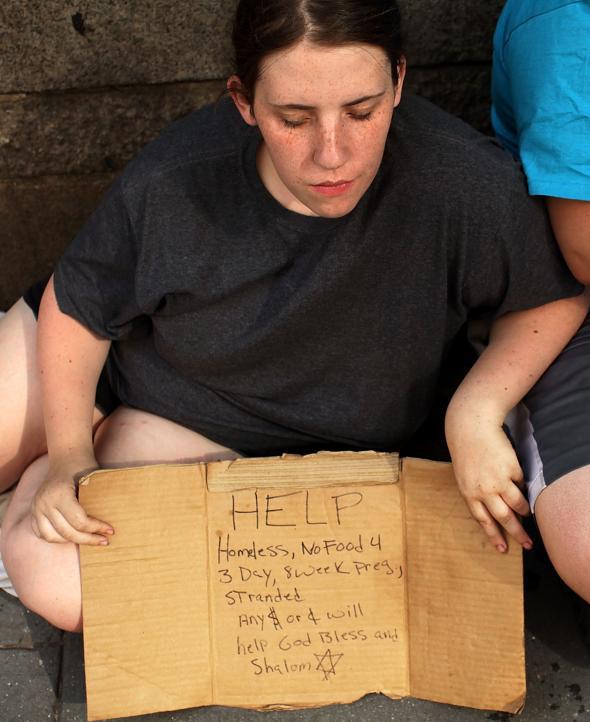 HELP
Homeless, No Food 4
3 Day, 8 week preg,
STranded
Any $ or ¢ will
help God Bless and
Shalom ✡